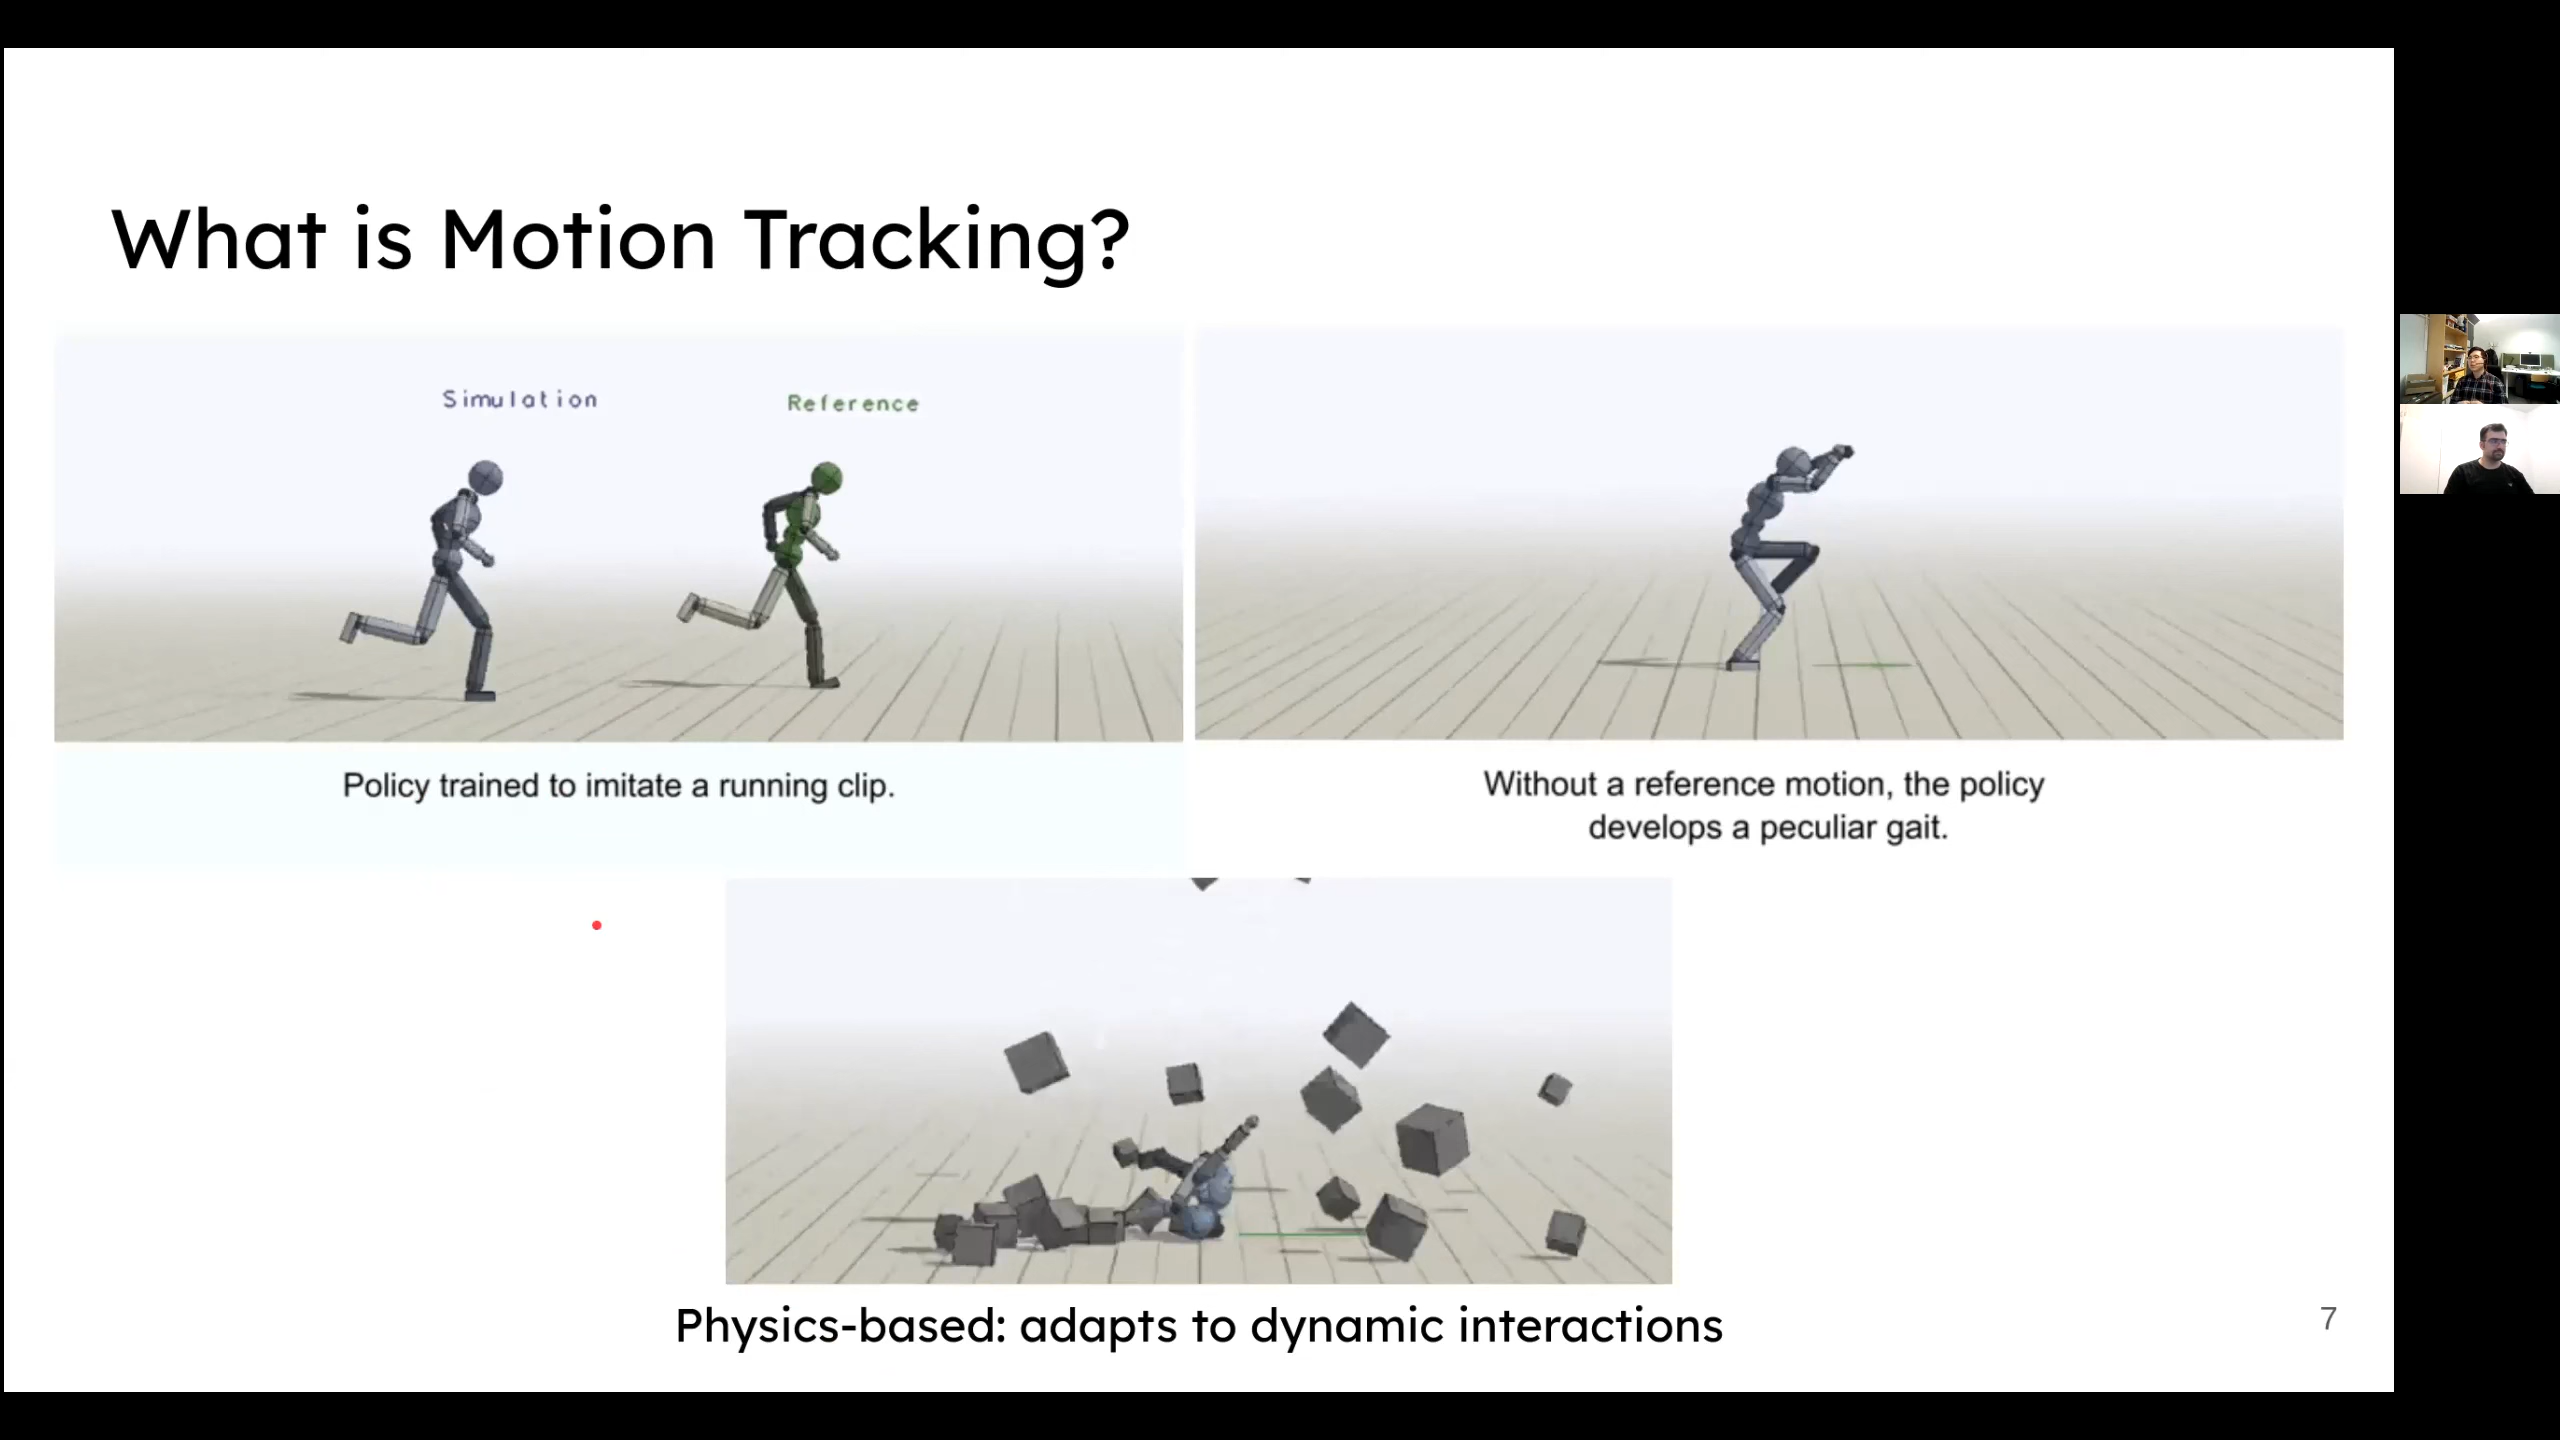 What is Motion Tracking?
Simulation
Reference
Policy trained to imitate a running clip.
Without a reference motion, the policy
develops a peculiar gait.
Physics-based: adapts to dynamic interactions
7